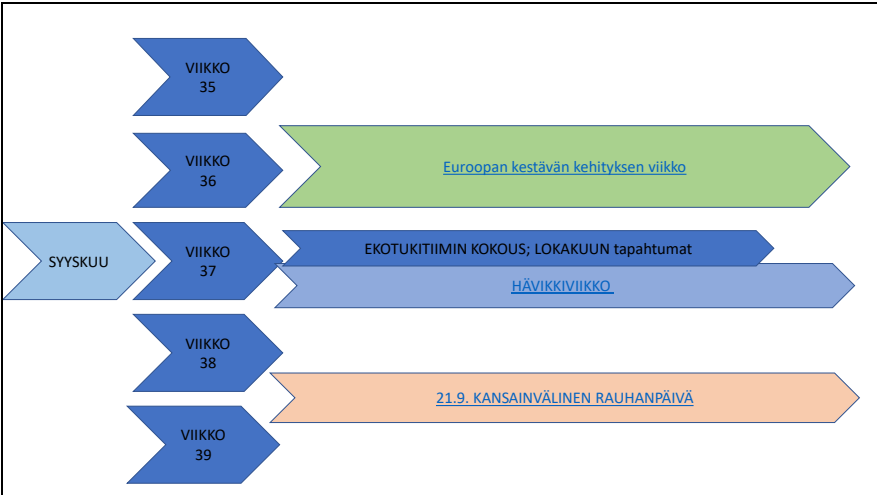 VIIKKO
35
VIIKKO
36
Euroopan kestävän kehityksen viikko
SYYSKUU
VIIKKO
37
EKOTUKITIIMIN KOKOUS; LOKAKUUN tapahtumat
HÄVIKKIVIIKKO
VIIKKO
38
21.9. KANSAINVÄLINEN RAUHANPÄIVÄ
VIIKKO
39